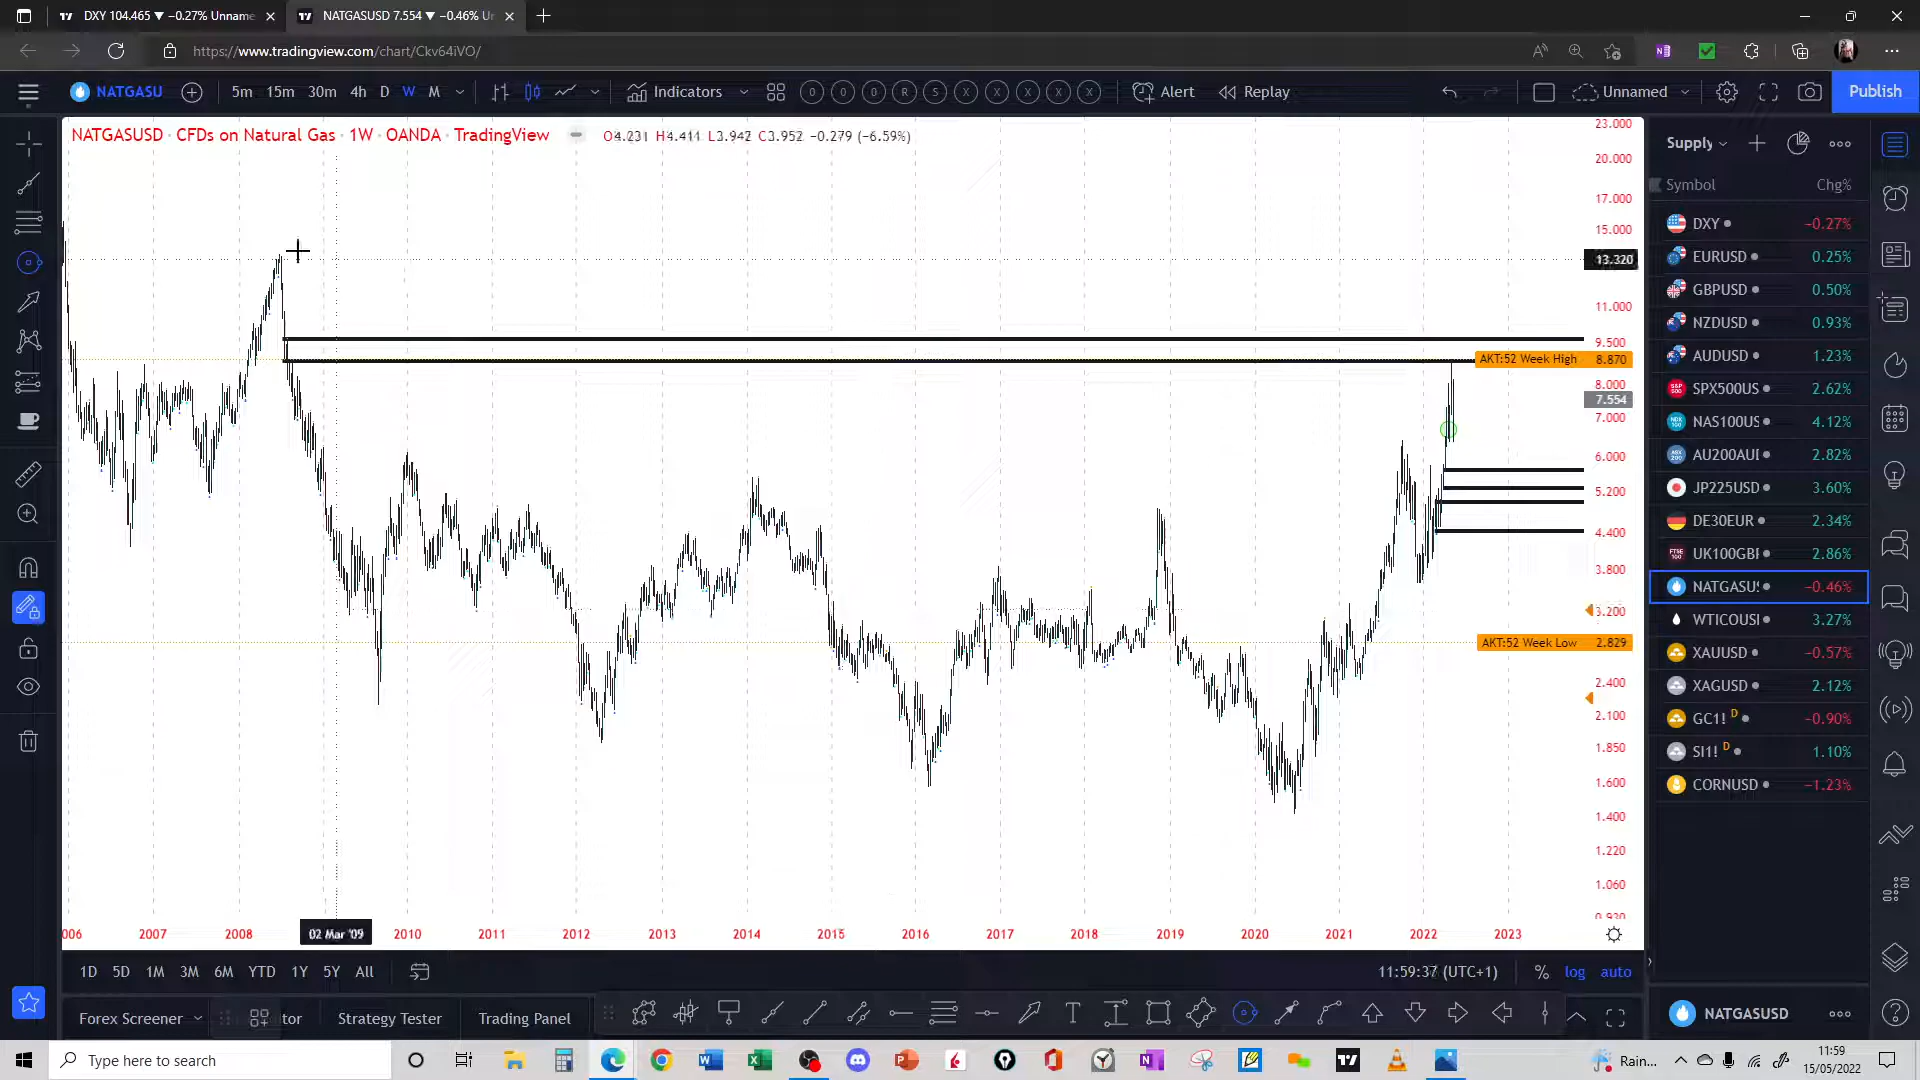 DXY 104.465 ▼ −0.27% Unname
NATGASUSD 7.554 ▼ −0.46% U
https://www.tradingview.com/chart/Ckv64iVO/
NATGASU 5m 15m 30m 4h D W M Indicators O O O R S X X X X X Alert Replay Unnamed Publish
NATGASUSD · CFDs on Natural Gas · 1W · OANDA · TradingView O4.231 H4.411 L3.942 C3.952 −0.279 (−6.59%)
23.000
20.000
17.000
15.000
13.320
11.000
9.500
AKT:52 Week High 8.870
8.000
7.554
7.000
6.000
5.200
4.400
3.800
3.200
AKT:52 Week Low 2.829
2.400
2.100
1.850
1.600
1.400
1.220
1.060
0.930
006 2007 2008 02 Mar '09 2010 2011 2012 2013 2014 2015 2016 2017 2018 2019 2020 2021 2022 2023
1D 5D 1M 3M 6M YTD 1Y 5Y All 11:59:37 (UTC+1) % log auto
Forex Screener tor Strategy Tester Trading Panel
Supply
Symbol Chg%
DXY −0.27%
EURUSD 0.25%
GBPUSD 0.50%
NZDUSD 0.93%
AUDUSD 1.23%
SPX500US 2.62%
NAS100US 4.12%
AU200AU 2.82%
JP225USD 3.60%
DE30EUR 2.34%
UK100GB 2.86%
NATGASUS −0.46%
WTICOUS 3.27%
XAUUSD −0.57%
XAGUSD 2.12%
GC1! D −0.90%
SI1! D 1.10%
CORNUSD −1.23%
NATGASUSD
Type here to search
Rain...
11:59
15/05/2022